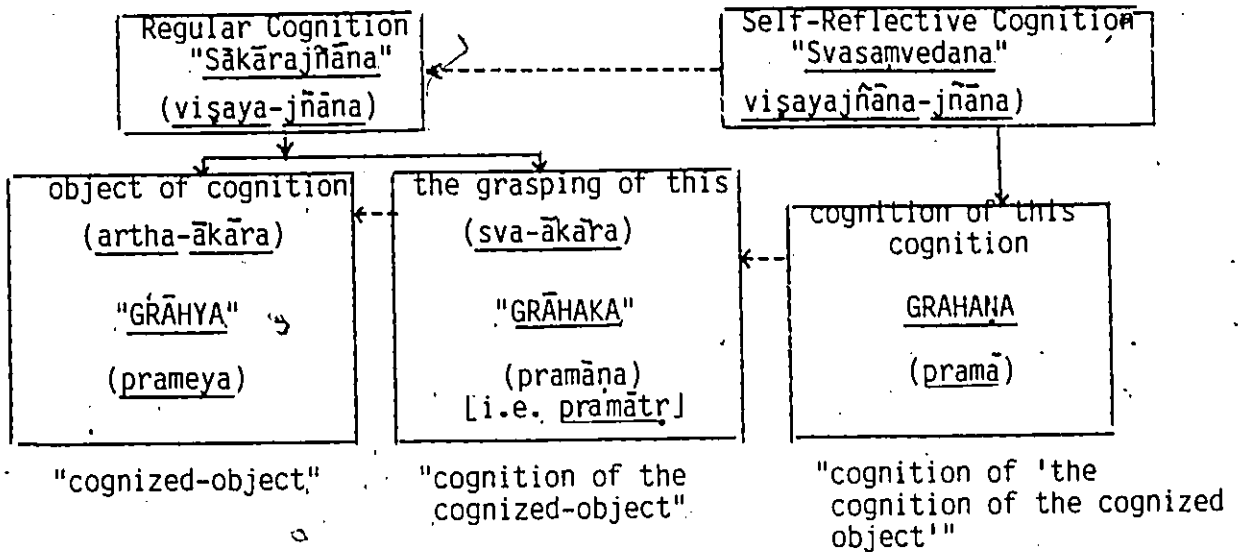 Regular Cognition
"Sākārajñāna"
(viṣaya-jñāna)
Self-Reflective Cognition
"Svasaṃvedana"
viṣayajñāna-jñāna)
object of cognition
(artha-ākāra)
"GRĀHYA"
(prameya)
the grasping of this
(sva-ākāra)
"GRĀHAKA"
(pramāṇa)
[i.e. pramātṛ]
cognition of this
cognition
GRAHAṆA
(pramā)
"cognized-object"
"cognition of the
cognized-object"
"cognition of 'the
cognition of the cognized
object'"